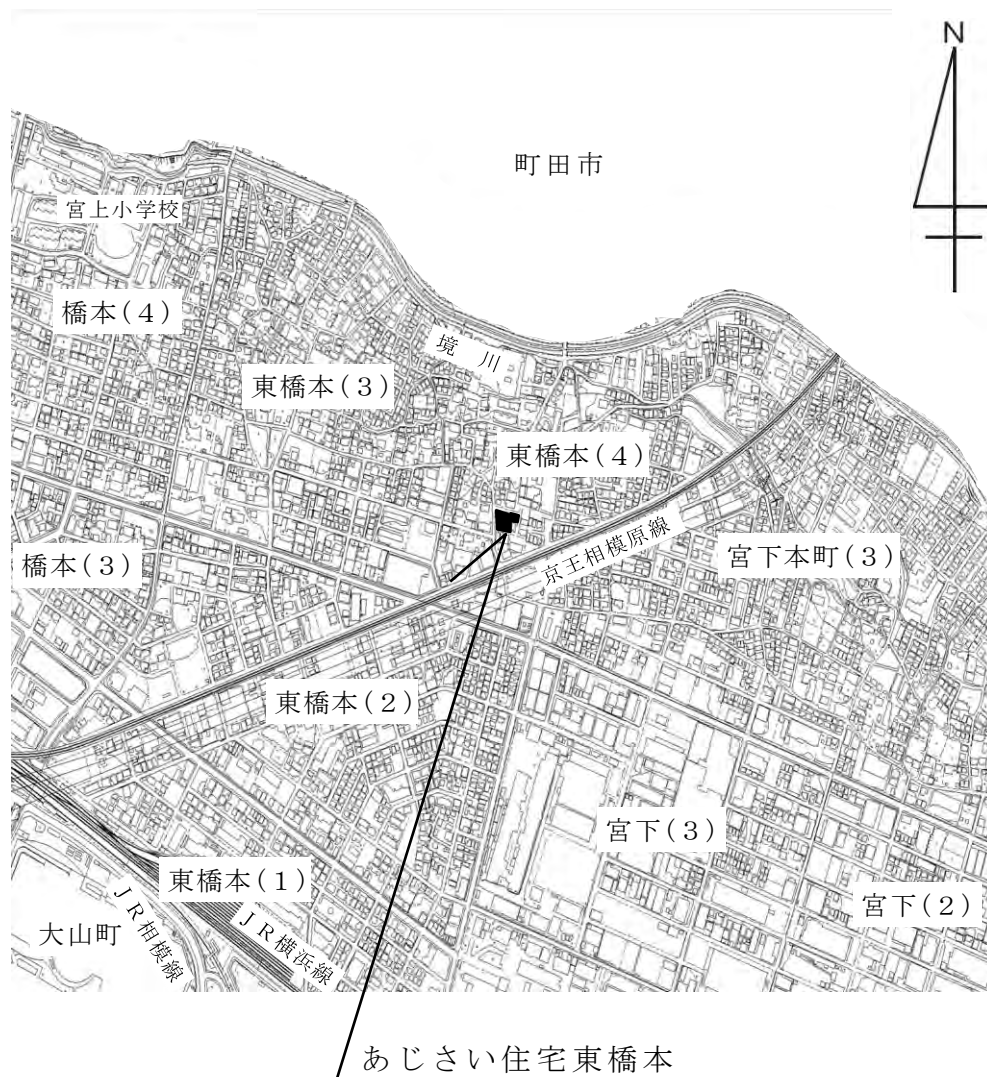 N
町田市
宮上小学校
橋本(４)
境川
東橋本(３)
東橋本(４)
橋本(３)
京王相模原線
宮下本町(３)
東橋本(２)
宮下(３)
東橋本(１)
宮下(２)
大山町
ＪＲ相模線
ＪＲ横浜線
あじさい住宅東橋本